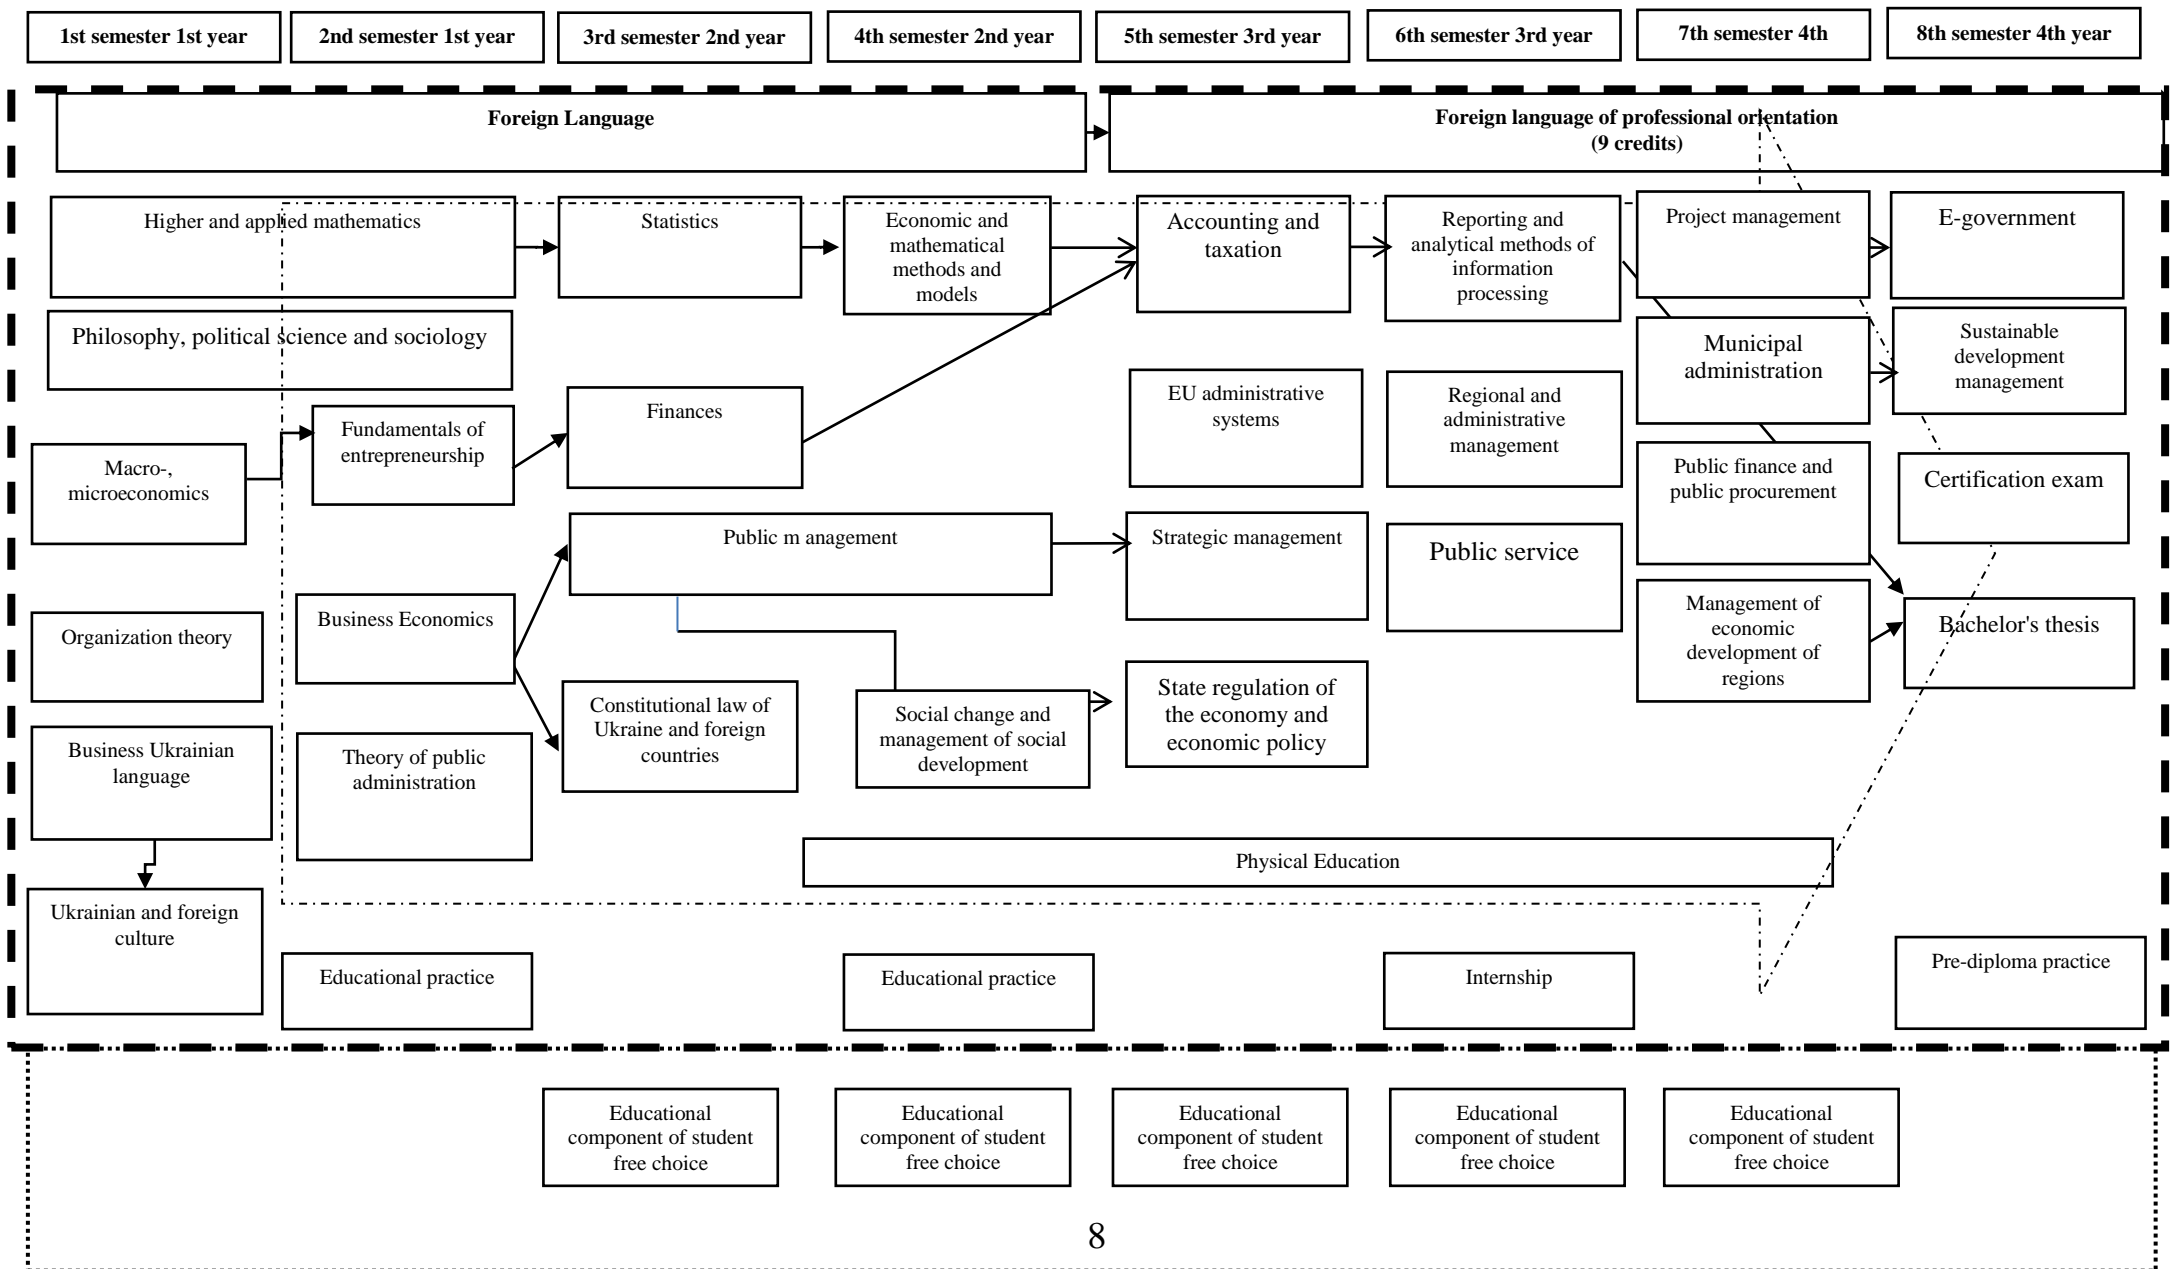 1st semester 1st year
2nd semester 1st year
3rd semester 2nd year
4th semester 2nd year
5th semester 3rd year
6th semester 3rd year
7th semester 4th
8th semester 4th year
Foreign Language
Foreign language of professional orientation
(9 credits)
Higher and applied mathematics
Statistics
Economic and
mathematical
methods and
models
Accounting and
taxation
Reporting and
analytical methods of
information
processing
Project management
E-government
Philosophy, political science and sociology
Municipal
administration
Sustainable
development
management
Macro-,
microeconomics
Fundamentals of
entrepreneurship
Finances
EU administrative
systems
Regional and
administrative
management
Public finance and
public procurement
Certification exam
Public m anagement
Strategic management
Public service
Organization theory
Business Economics
Management of
economic
development of
regions
Bachelor's thesis
Constitutional law of
Ukraine and foreign
countries
Social change and
management of social
development
State regulation of
the economy and
economic policy
Business Ukrainian
language
Theory of public
administration
Physical Education
Ukrainian and foreign
culture
Educational practice
Educational practice
Internship
Pre-diploma practice
Educational
component of student
free choice
Educational
component of student
free choice
Educational
component of student
free choice
Educational
component of student
free choice
Educational
component of student
free choice
8